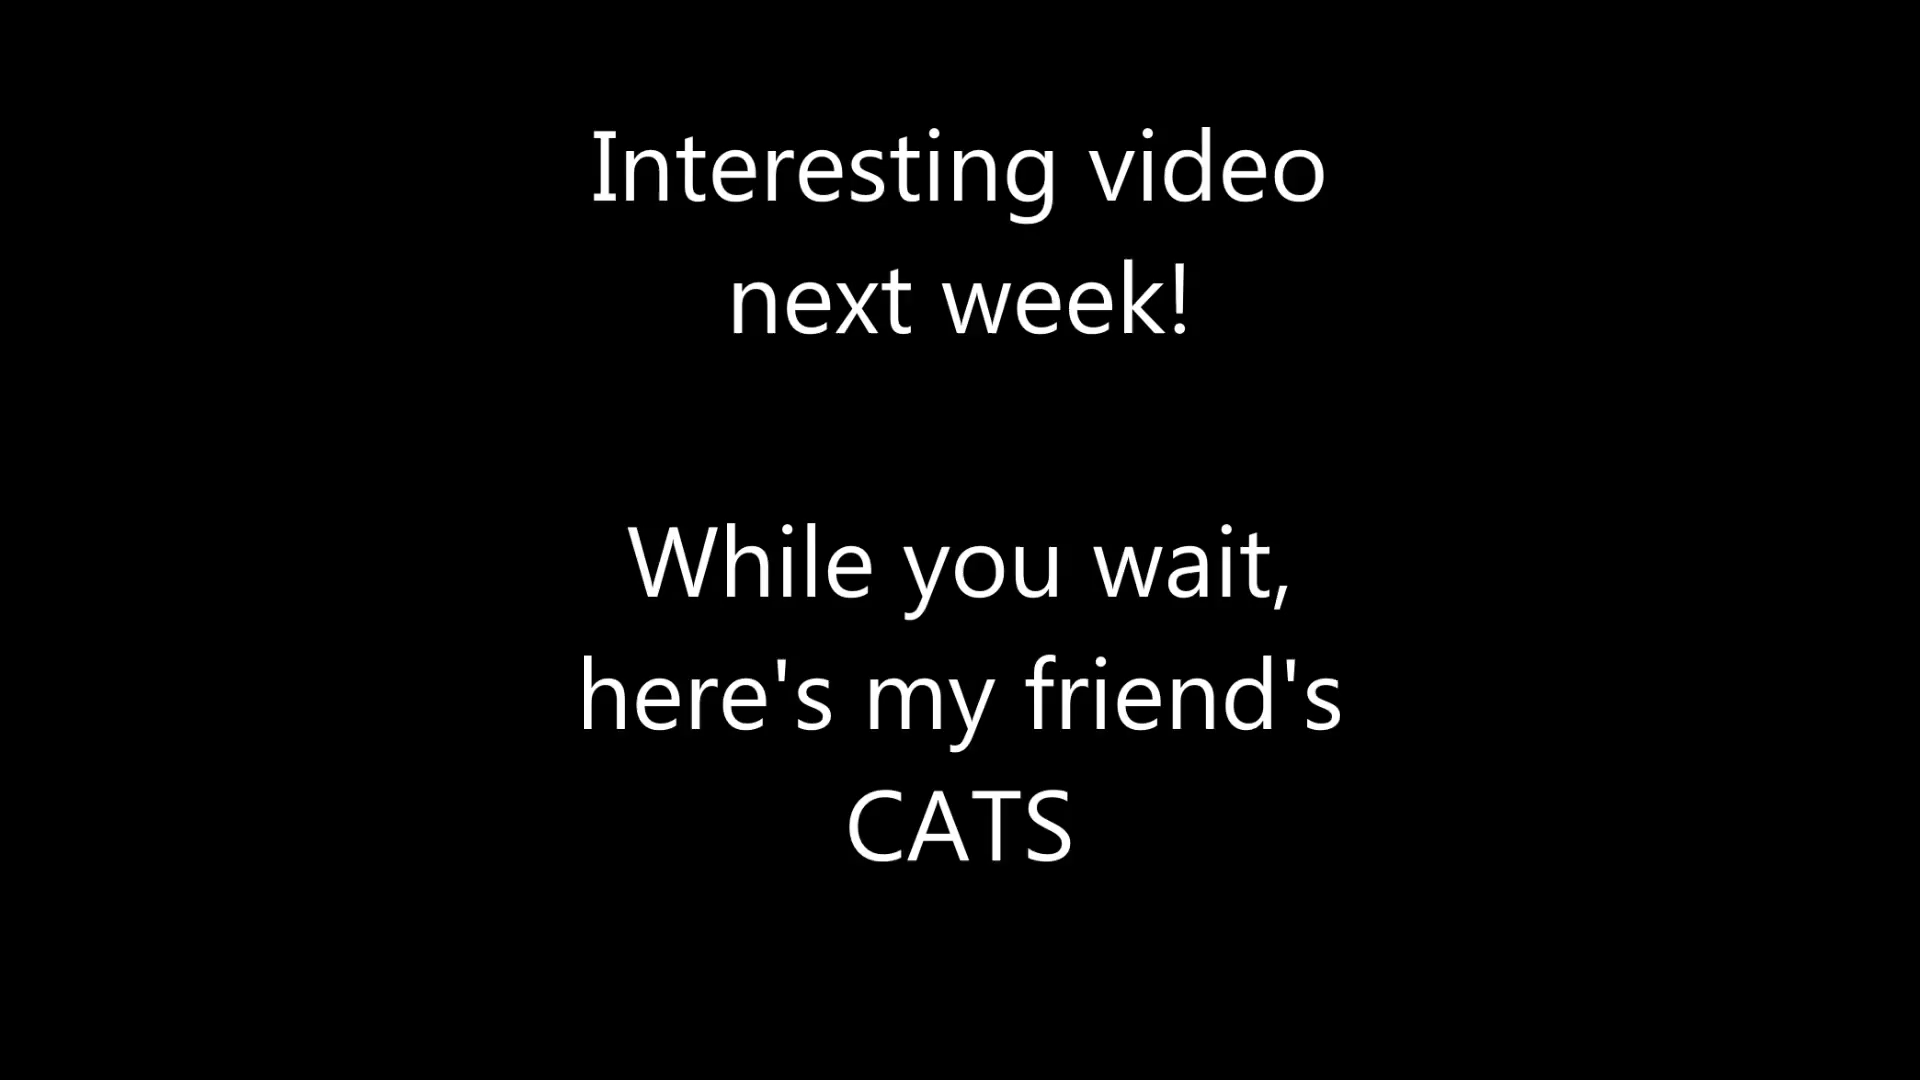 Interesting video
next week!
While you wait,
here's my friend's
CATS